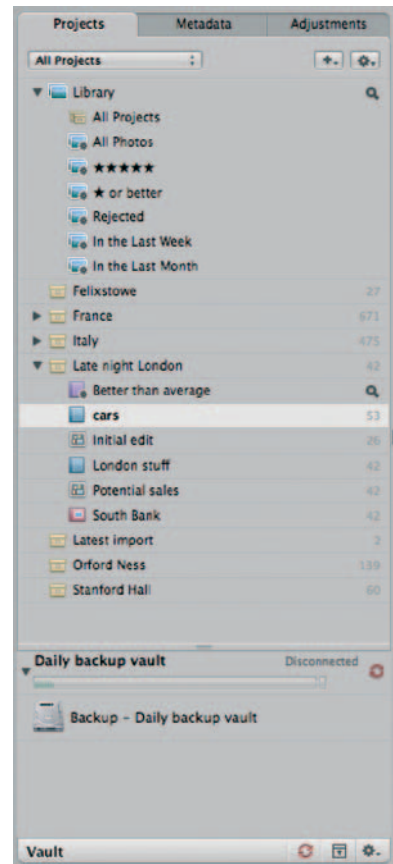 Projects Metadata Adjustments
All Projects
Library
All Projects
All Photos
★★★★★
★ or better
Rejected
In the Last Week
In the Last Month
Felixstowe 27
France 671
Italy 475
Late night London 42
Better than average
cars 53
Initial edit 26
London stuff 42
Potential sales 42
South Bank 42
Latest import 2
Orford Ness 139
Stanford Hall 60
Daily backup vault Disconnected
Backup - Daily backup vault
Vault